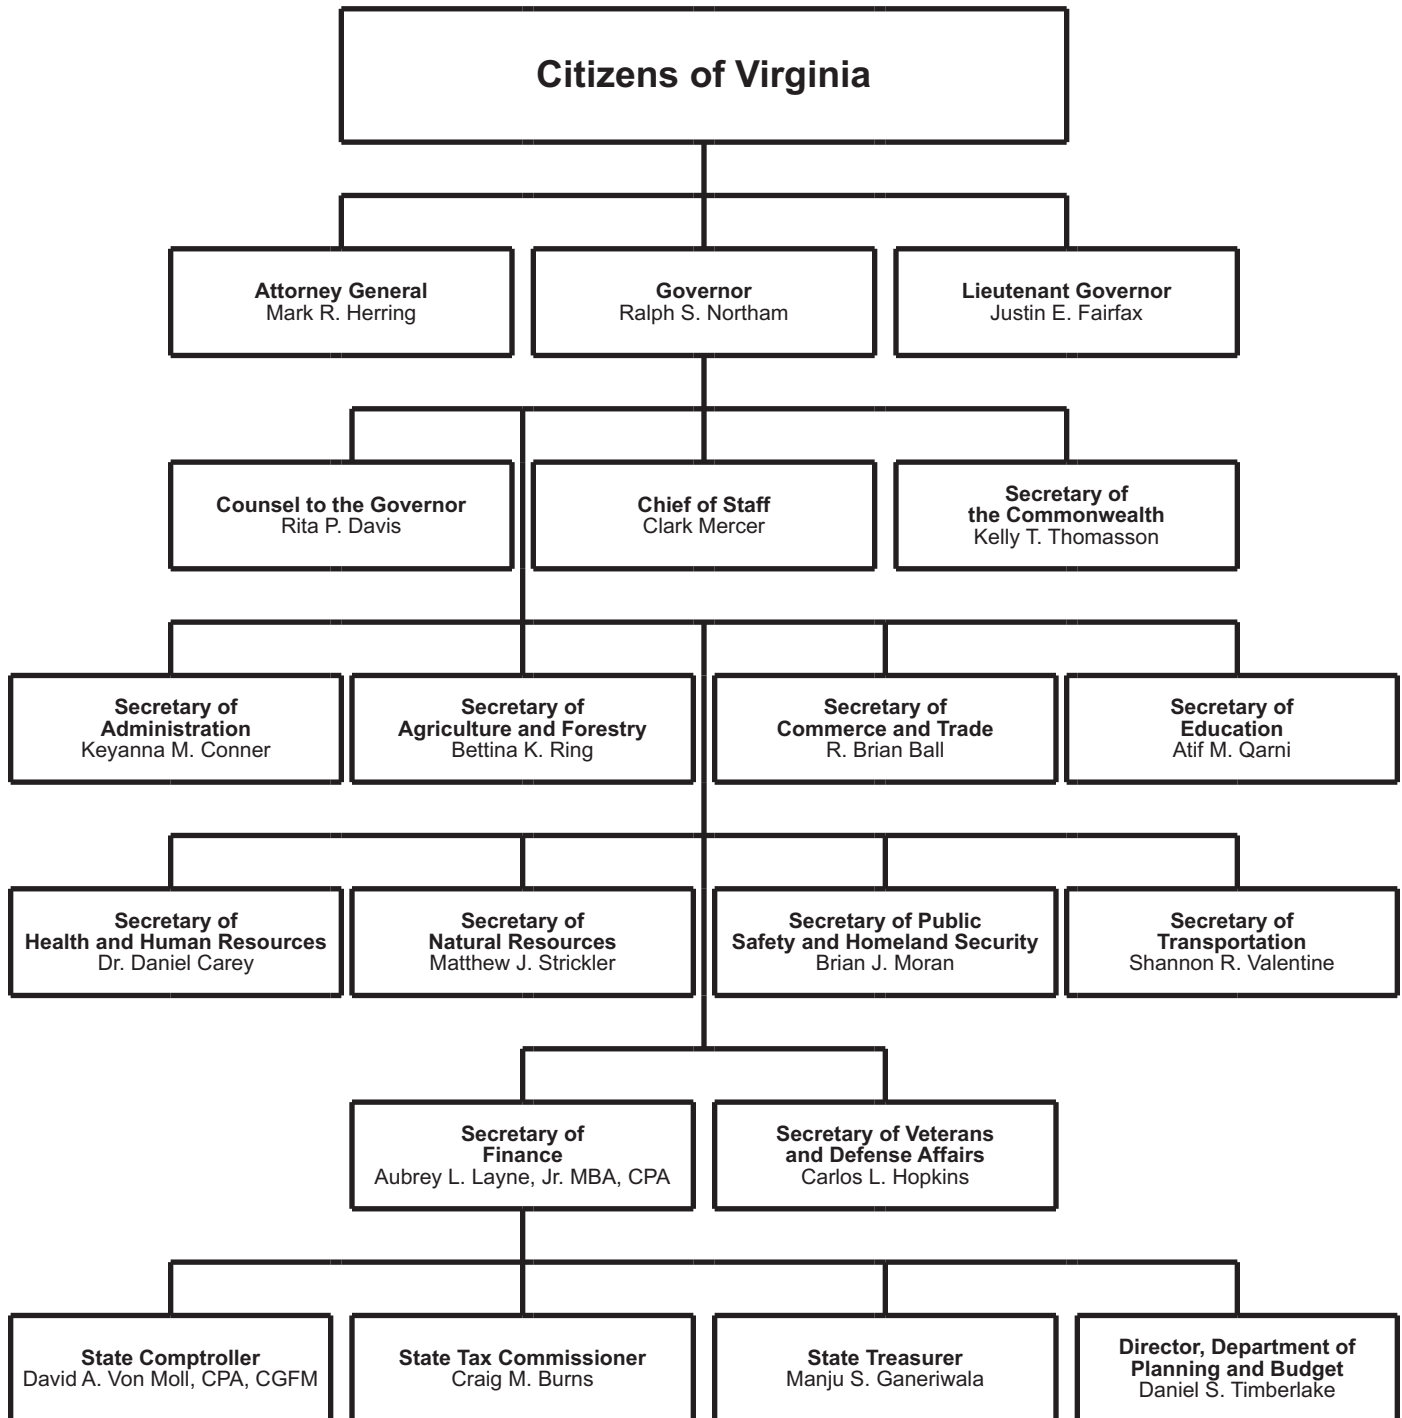 Citizens of Virginia
Attorney General
Mark R. Herring
Governor
Ralph S. Northam
Lieutenant Governor
Justin E. Fairfax
Counsel to the Governor
Rita P. Davis
Chief of Staff
Clark Mercer
Secretary of
the Commonwealth
Kelly T. Thomasson
Secretary of
Administration
Keyanna M. Conner
Secretary of
Agriculture and Forestry
Bettina K. Ring
Secretary of
Commerce and Trade
R. Brian Ball
Secretary of
Education
Atif M. Qarni
Secretary of
Health and Human Resources
Dr. Daniel Carey
Secretary of
Natural Resources
Matthew J. Strickler
Secretary of Public
Safety and Homeland Security
Brian J. Moran
Secretary of
Transportation
Shannon R. Valentine
Secretary of
Finance
Aubrey L. Layne, Jr. MBA, CPA
Secretary of Veterans
and Defense Affairs
Carlos L. Hopkins
State Comptroller
David A. Von Moll, CPA, CGFM
State Tax Commissioner
Craig M. Burns
State Treasurer
Manju S. Ganeriwala
Director, Department of
Planning and Budget
Daniel S. Timberlake